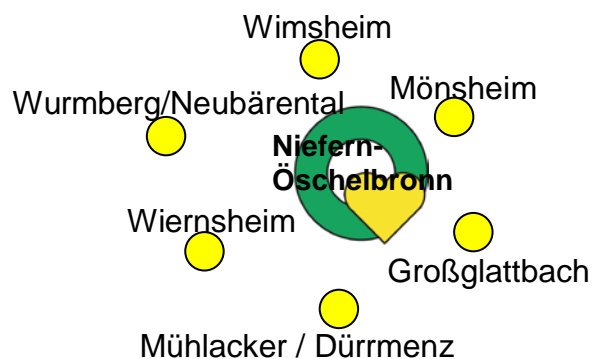 Wimsheim
Mönsheim
Wurmberg/Neubärental
Niefern-
Öschelbronn
Wiernsheim
Großglattbach
Mühlacker / Dürrmenz